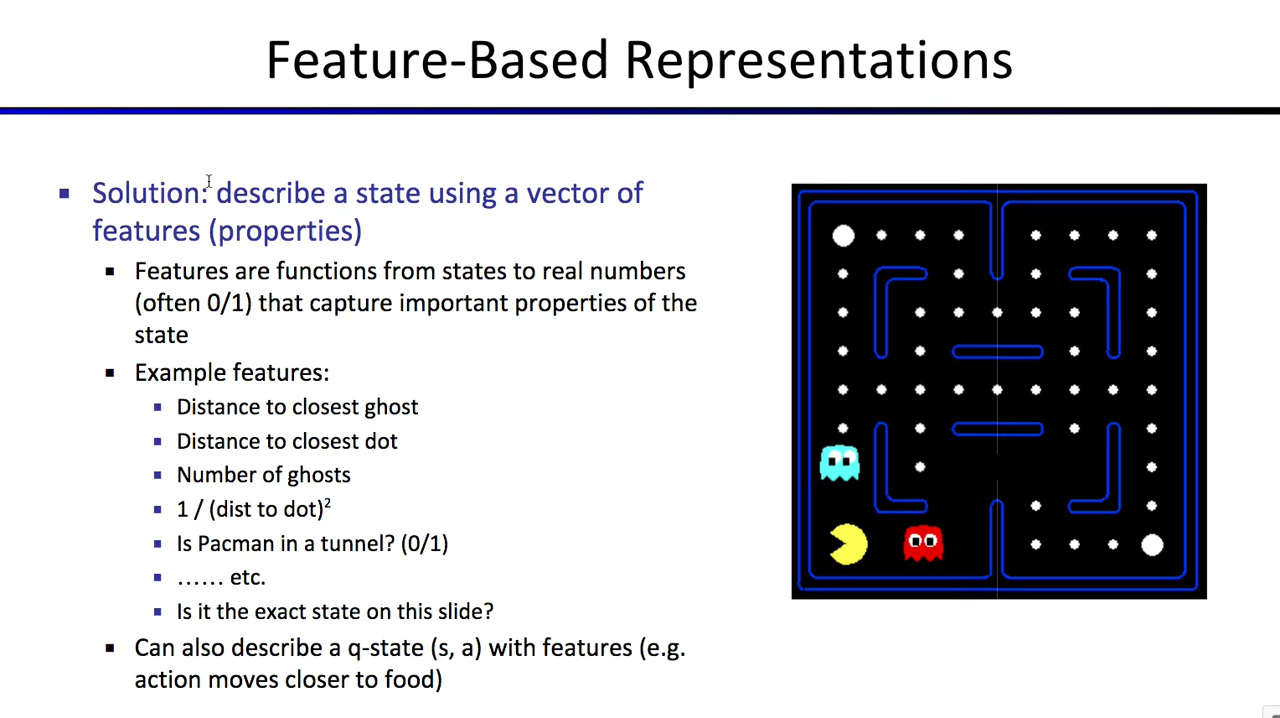 Feature-Based Representations
Solution: describe a state using a vector of
features (properties)
Features are functions from states to real numbers
(often 0/1) that capture important properties of the
state
Example features:
Distance to closest ghost
Distance to closest dot
Number of ghosts
1 / (dist to dot)²
Is Pacman in a tunnel? (0/1)
…… etc.
Is it the exact state on this slide?
Can also describe a q-state (s, a) with features (e.g.
action moves closer to food)